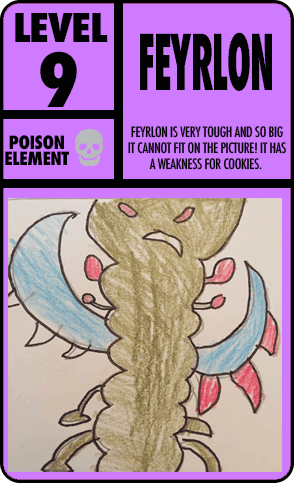 LEVEL
9
FEYRLON
POISON
ELEMENT
FEYRLON IS VERY TOUGH AND SO BIG
IT CANNOT FIT ON THE PICTURE! IT HAS
A WEAKNESS FOR COOKIES.